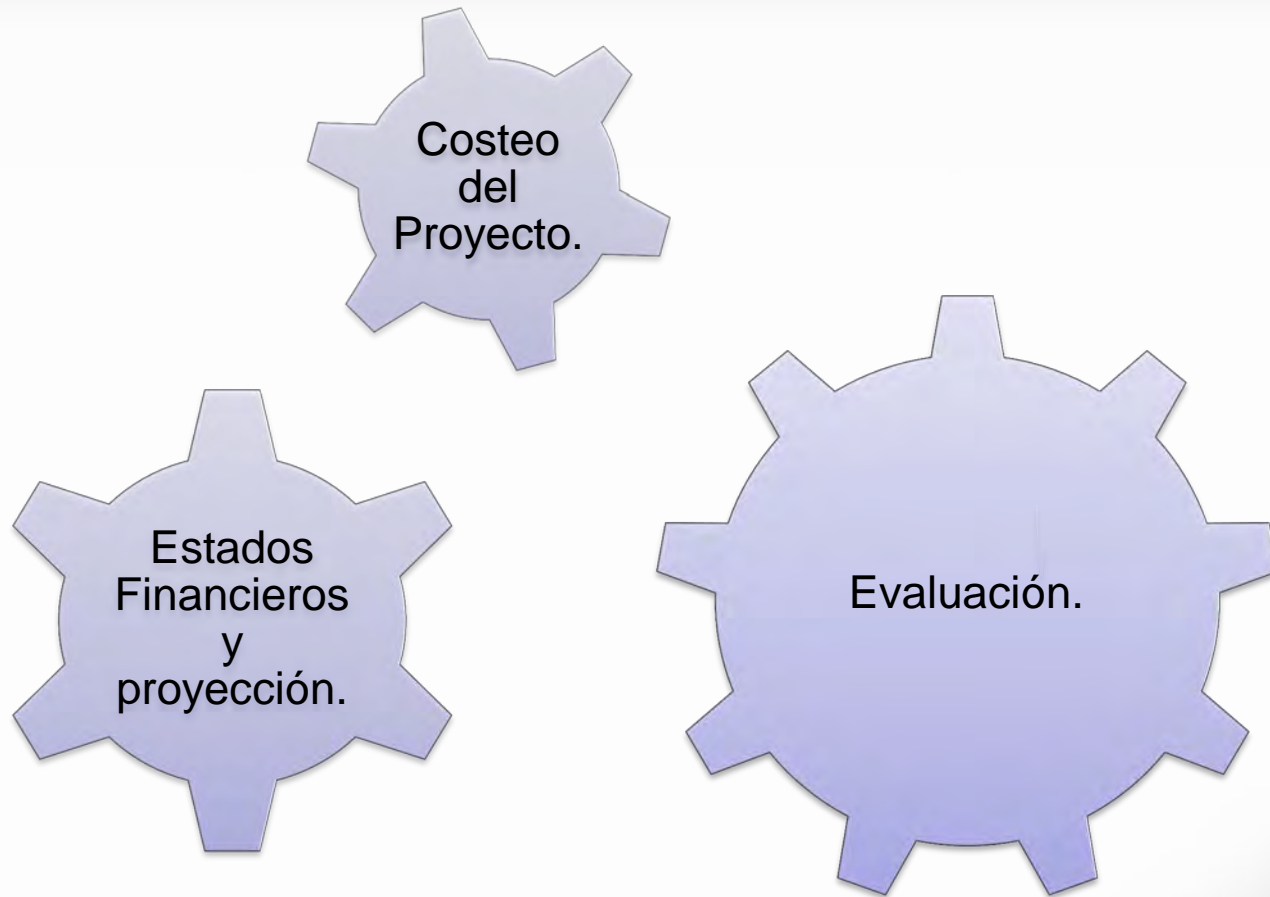 Costeo
del
Proyecto.
Estados
Financieros
y
proyección.
Evaluación.